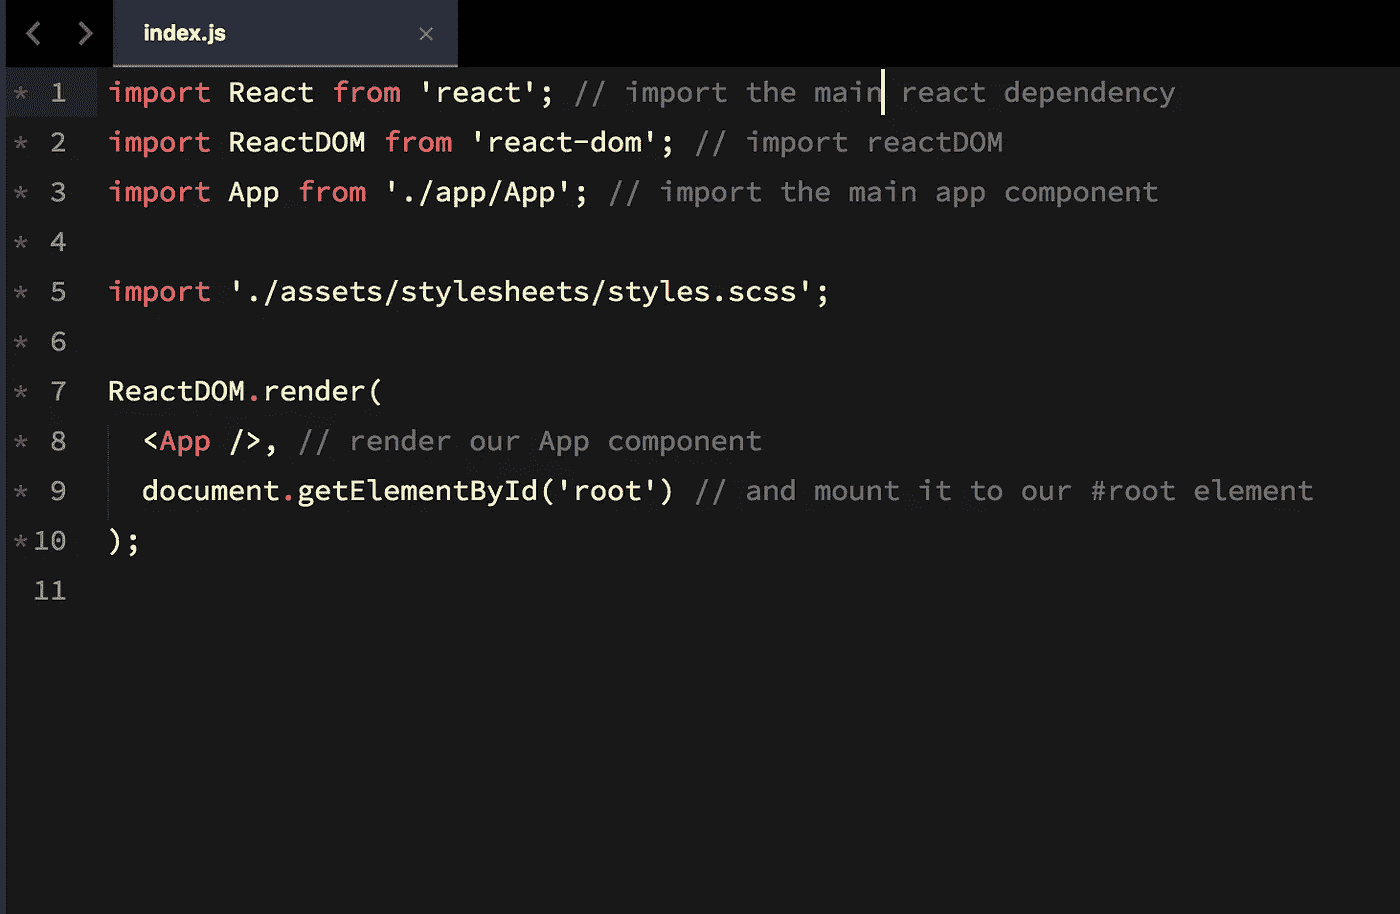 index.js ×
* 1 import React from 'react'; // import the main react dependency
* 2 import ReactDOM from 'react-dom'; // import reactDOM
* 3 import App from './app/App'; // import the main app component
* 4
* 5 import './assets/stylesheets/styles.scss';
* 6
* 7 ReactDOM.render(
* 8   <App />, // render our App component
* 9   document.getElementById('root') // and mount it to our #root element
* 10 );
11